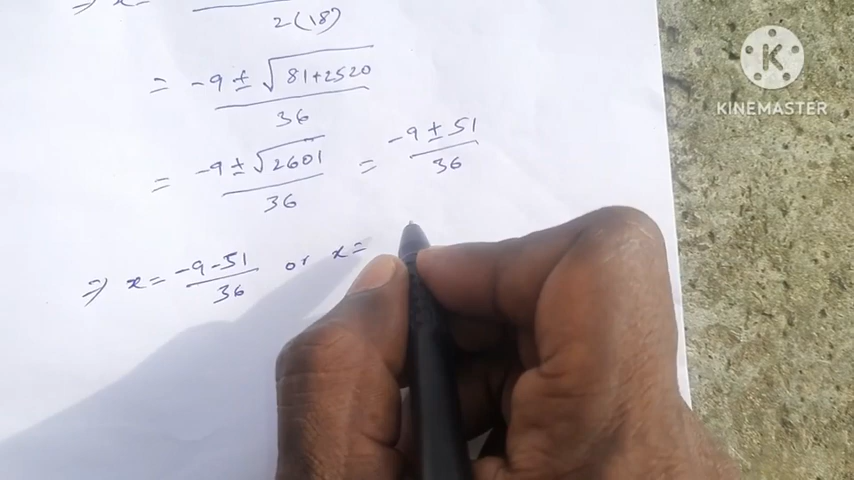 2(18)
= -9 ± √81+2520 / 36
= -9 ± √2601 / 36 = -9 ± 51 / 36
⇒ x = -9-51 / 36 or x =
K
KINEMASTER